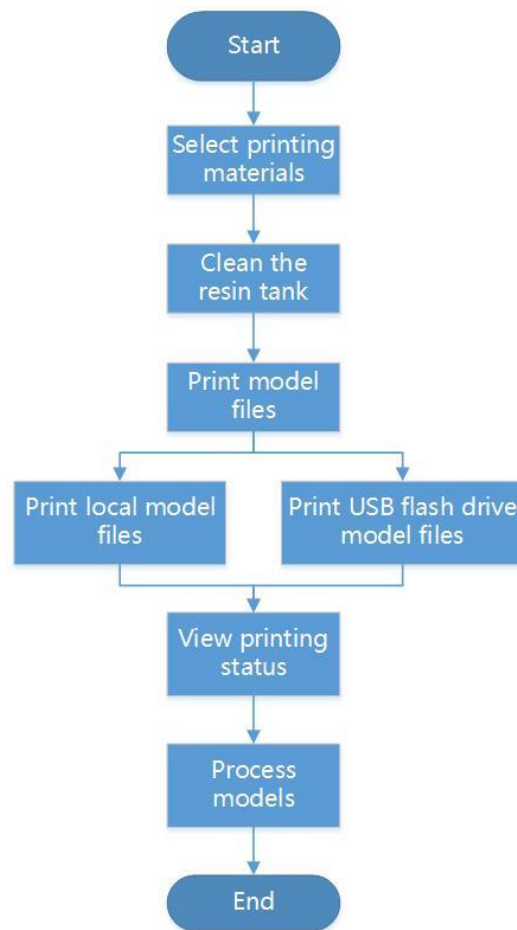 Start
Select printing
materials
Clean the
resin tank
Print model
files
Print local model
files
Print USB flash drive
model files
View printing
status
Process
models
End